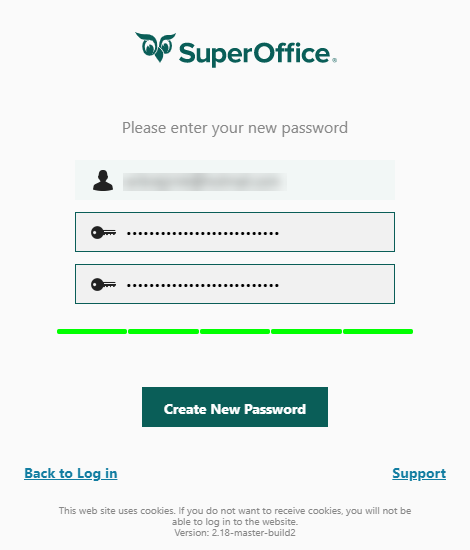 SuperOffice®
Please enter your new password
••••••••••••••••••••••••••••
••••••••••••••••••••••••••••
Create New Password
Back to Log in
Support
This web site uses cookies. If you do not want to receive cookies, you will not be
able to log in to the website.
Version: 2.18-master-build2